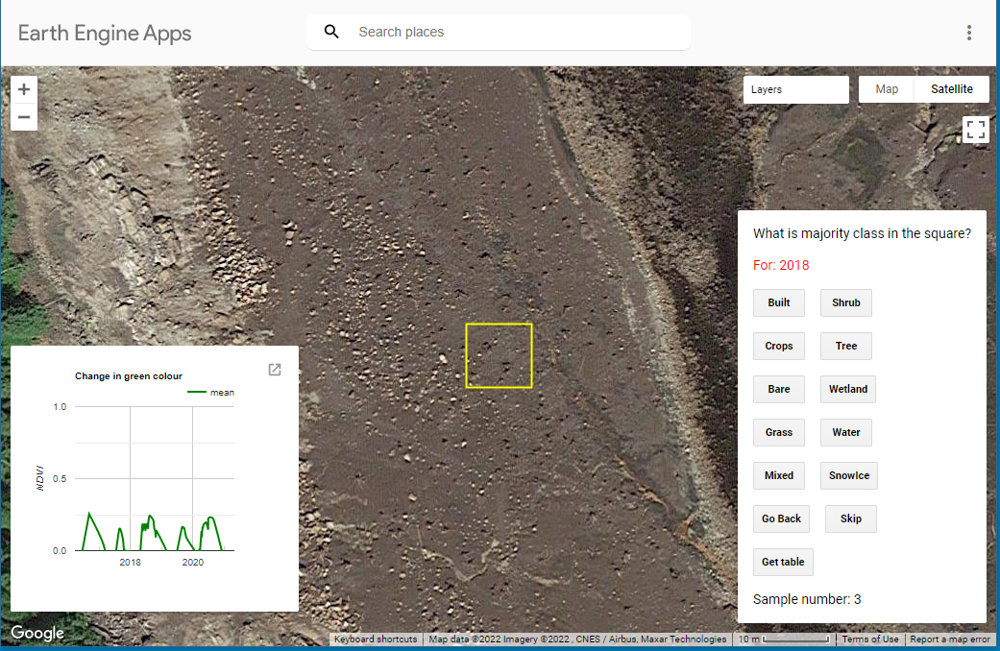 Earth Engine Apps
Search places
Layers
Map Satellite
What is majority class in the square?
For: 2018
Built Shrub
Crops Tree
Bare Wetland
Grass Water
Mixed SnowIce
Go Back Skip
Get table
Sample number: 3
Change in green colour
mean
1.0
NDVI
0.5
0.0
2018 2020
Google
Keyboard shortcuts Map data ©2022 Imagery ©2022 , CNES / Airbus, Maxar Technologies 10 m Terms of Use Report a map error